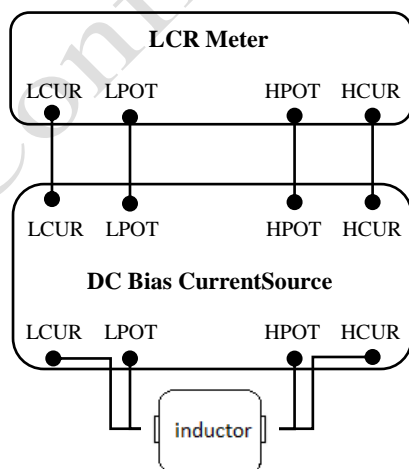 LCR Meter
LCUR LPOT HPOT HCUR
LCUR LPOT HPOT HCUR
DC Bias CurrentSource
LCUR LPOT HPOT HCUR
inductor